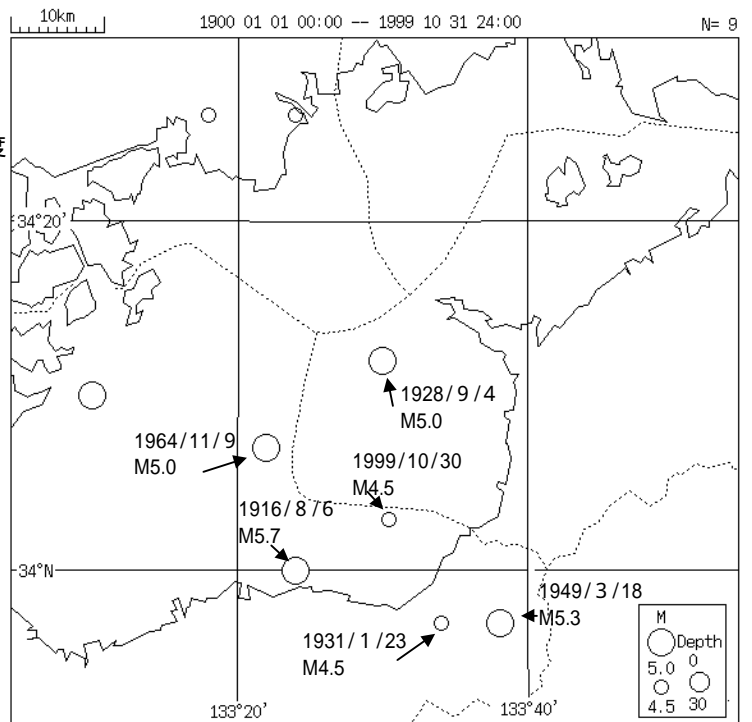 10km
1900 01 01 00:00 -- 1999 10 31 24:00
N= 9
34°20'
1928/9/4
M5.0
1964/11/9
M5.0
1999/10/30
M4.5
1916/8/6
M5.7
34°N
1949/3/18
M5.3
1931/1/23
M4.5
M
Depth
5.0
0
4.5
30
133°20'
133°40'